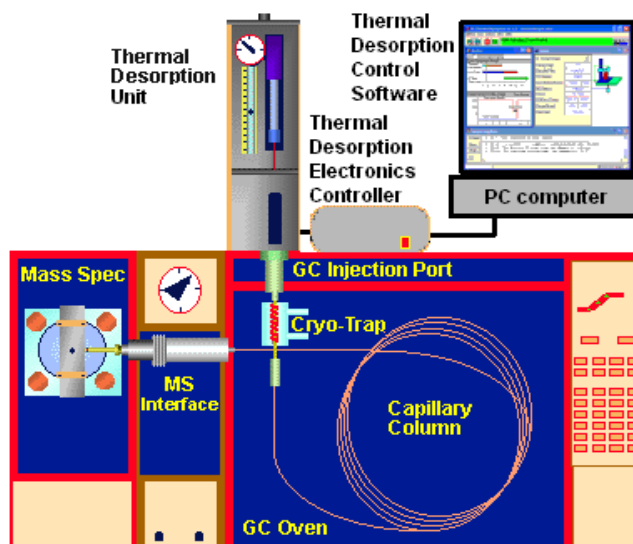 Thermal
Desorption
Unit
Thermal
Desorption
Control
Software
Thermal
Desorption
Electronics
Controller
PC computer
Mass Spec
GC Injection Port
Cryo-Trap
MS
Interface
Capillary
Column
GC Oven